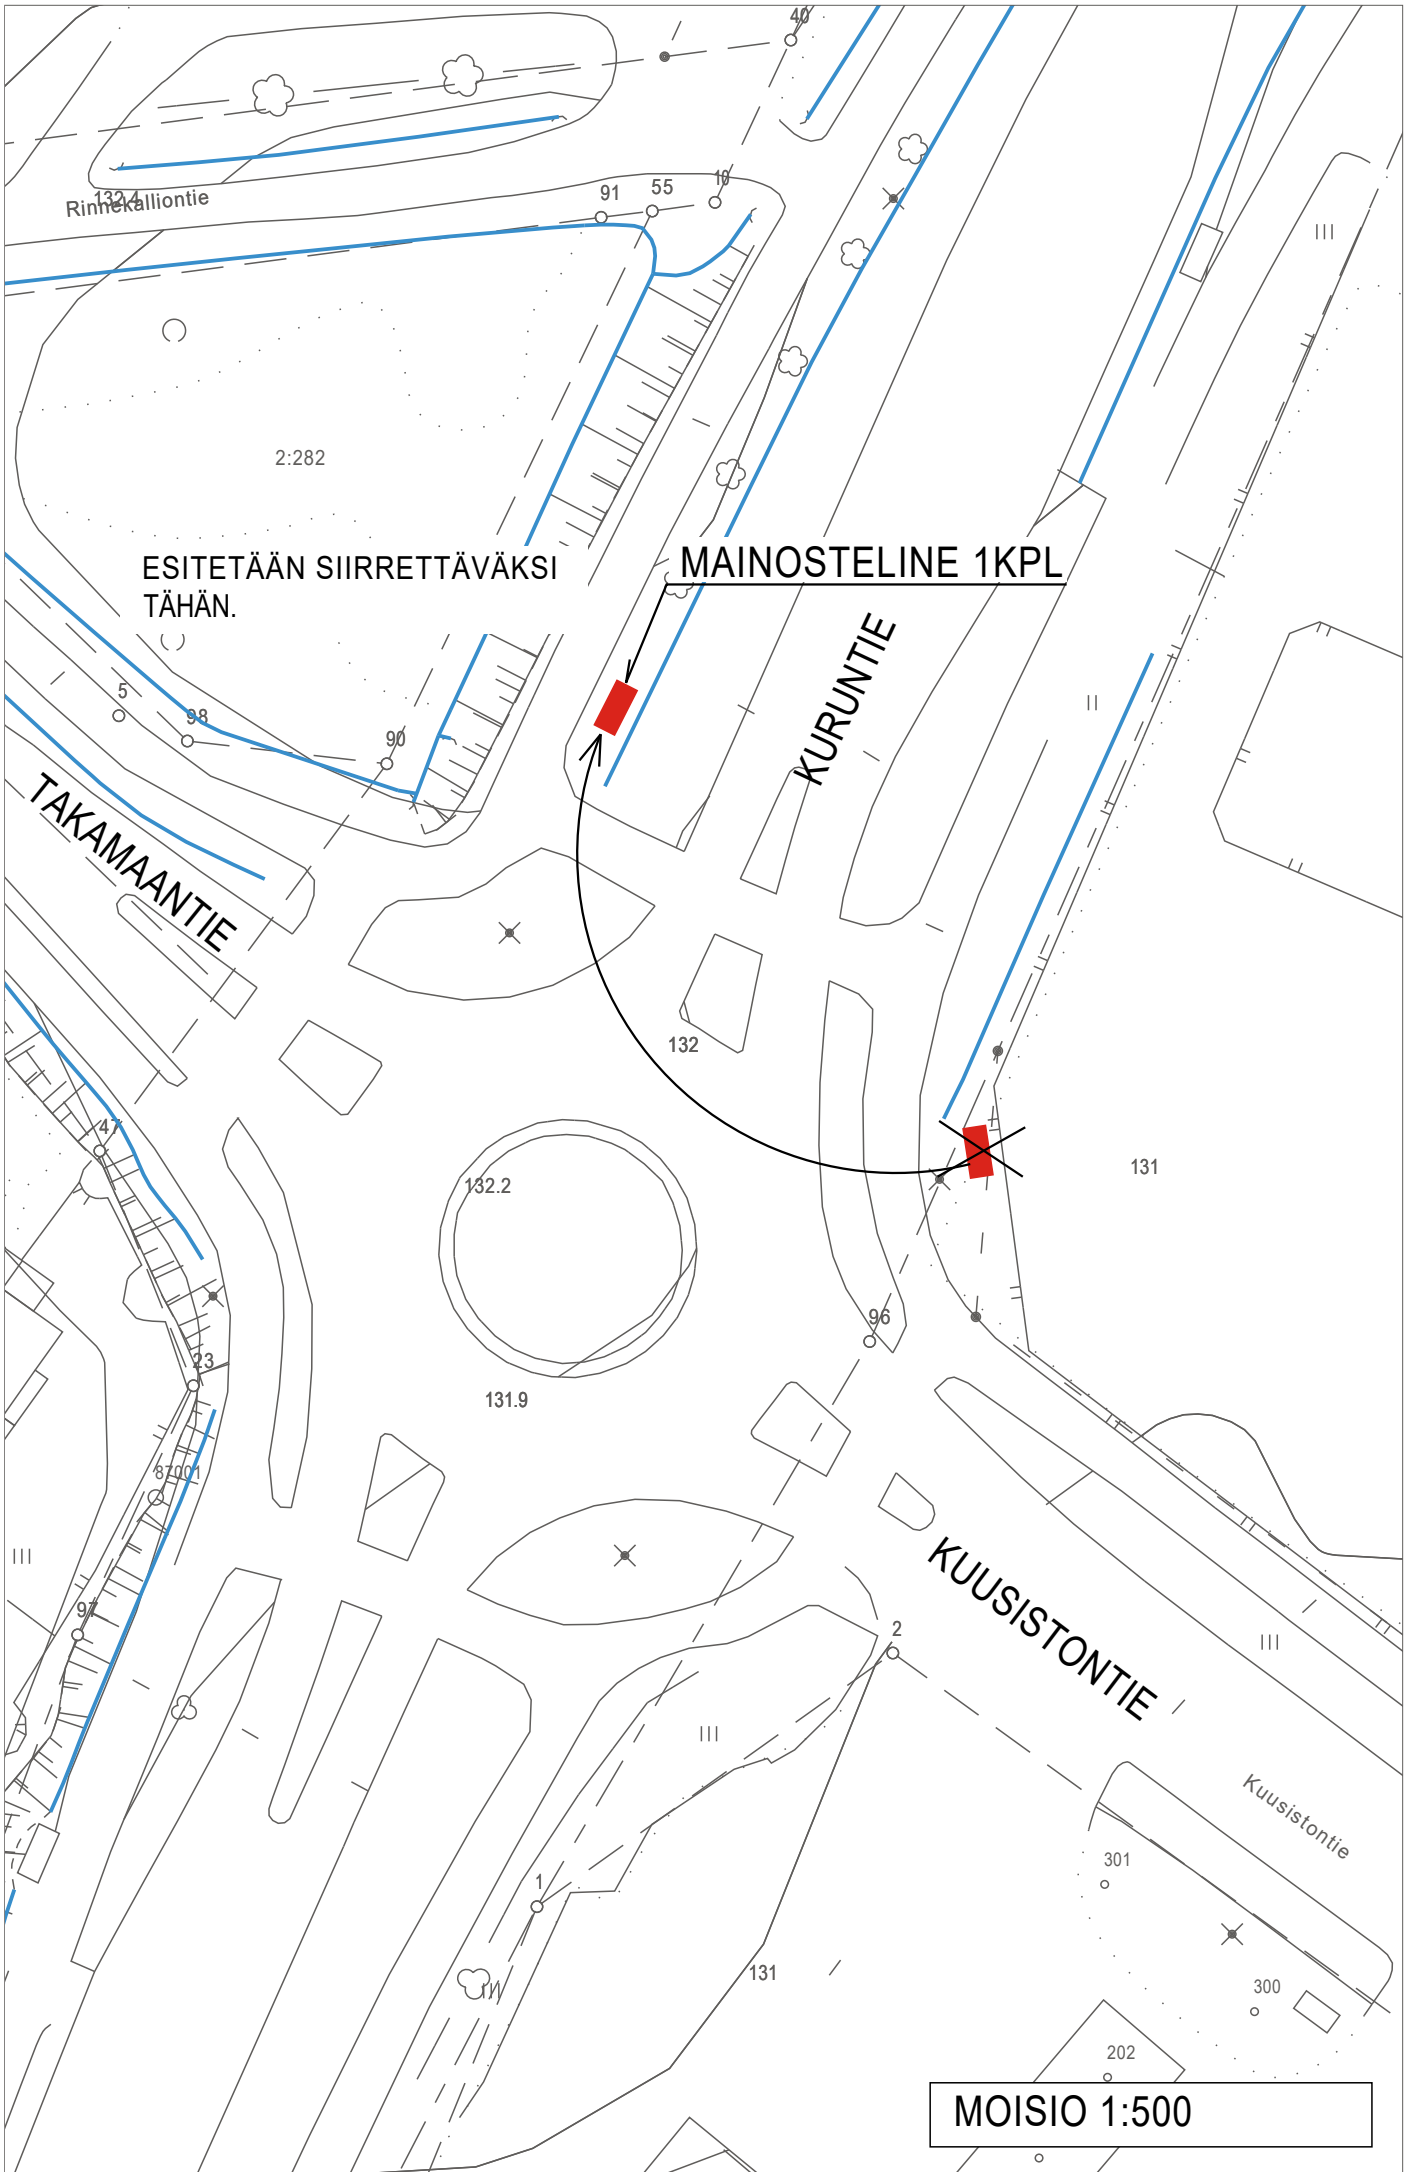 40
132.4
Rinnekalliontie
91
55
10
III
2:282
ESITETÄÄN SIIRRETTÄVÄKSI
TÄHÄN.
MAINOSTELINE 1KPL
KURUNTIE
II
5
98
90
TAKAMAANTIE
132
47
131
132.2
96
23
131.9
87001
III
97
KUUSISTONTIE
2
III
III
Kuusistontie
301
1
131
300
202
MOISIO 1:500